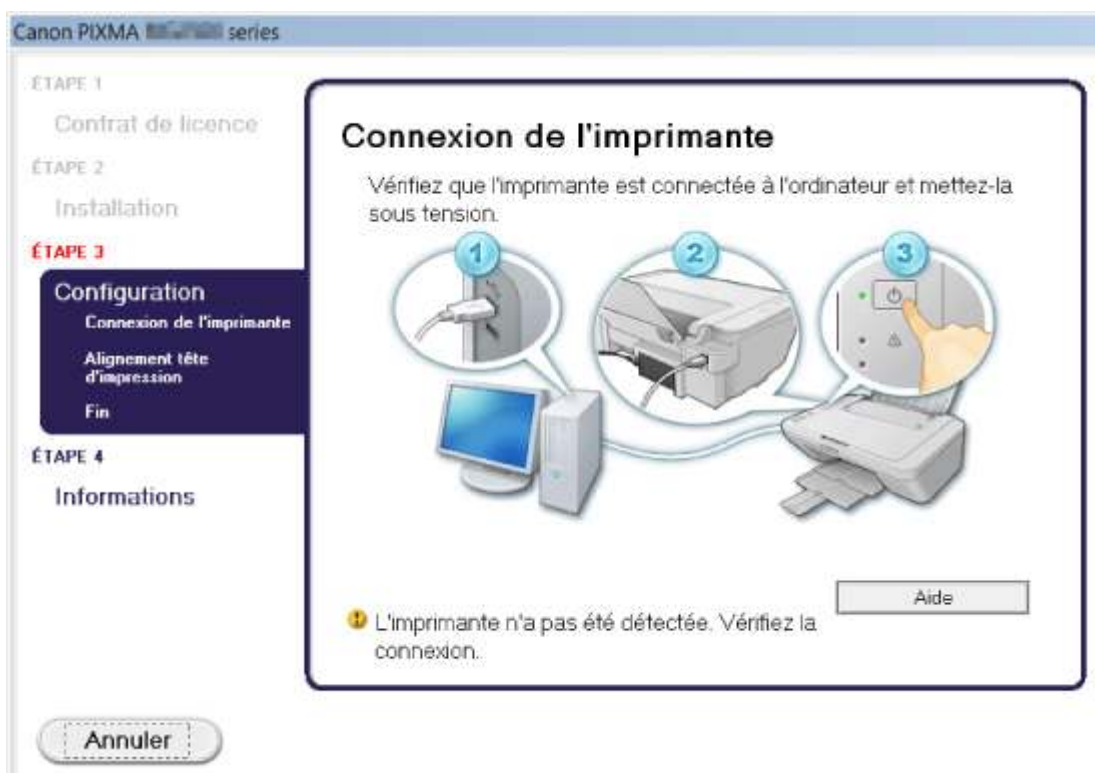 Canon PIXMA series
ÉTAPE 1
Contrat de licence
ÉTAPE 2
Installation
ÉTAPE 3
Configuration
Connexion de l'imprimante
Alignement tête
d'impression
Fin
ÉTAPE 4
Informations
Connexion de l'imprimante
Vérifiez que l'imprimante est connectée à l'ordinateur et mettez-la
sous tension.
1
2
3
Aide
L'imprimante n'a pas été détectée. Vérifiez la
connexion.
Annuler